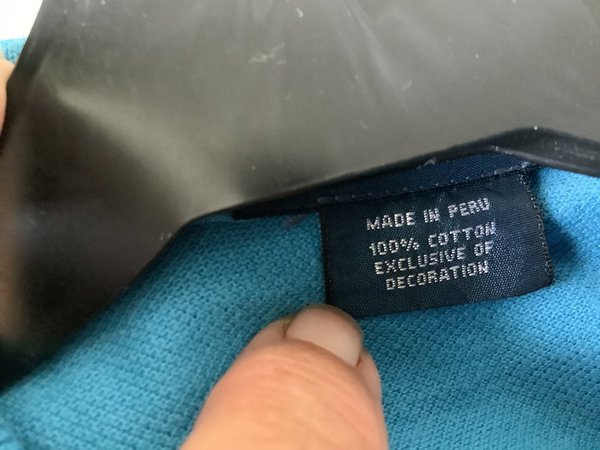 MADE IN PERU
100% COTTON
EXCLUSIVE OF
DECORATION